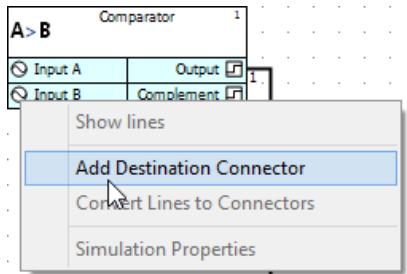 Comparator 1
A>B
Input A Output 1
Input B Complement
Show lines
Add Destination Connector
Convert Lines to Connectors
Simulation Properties